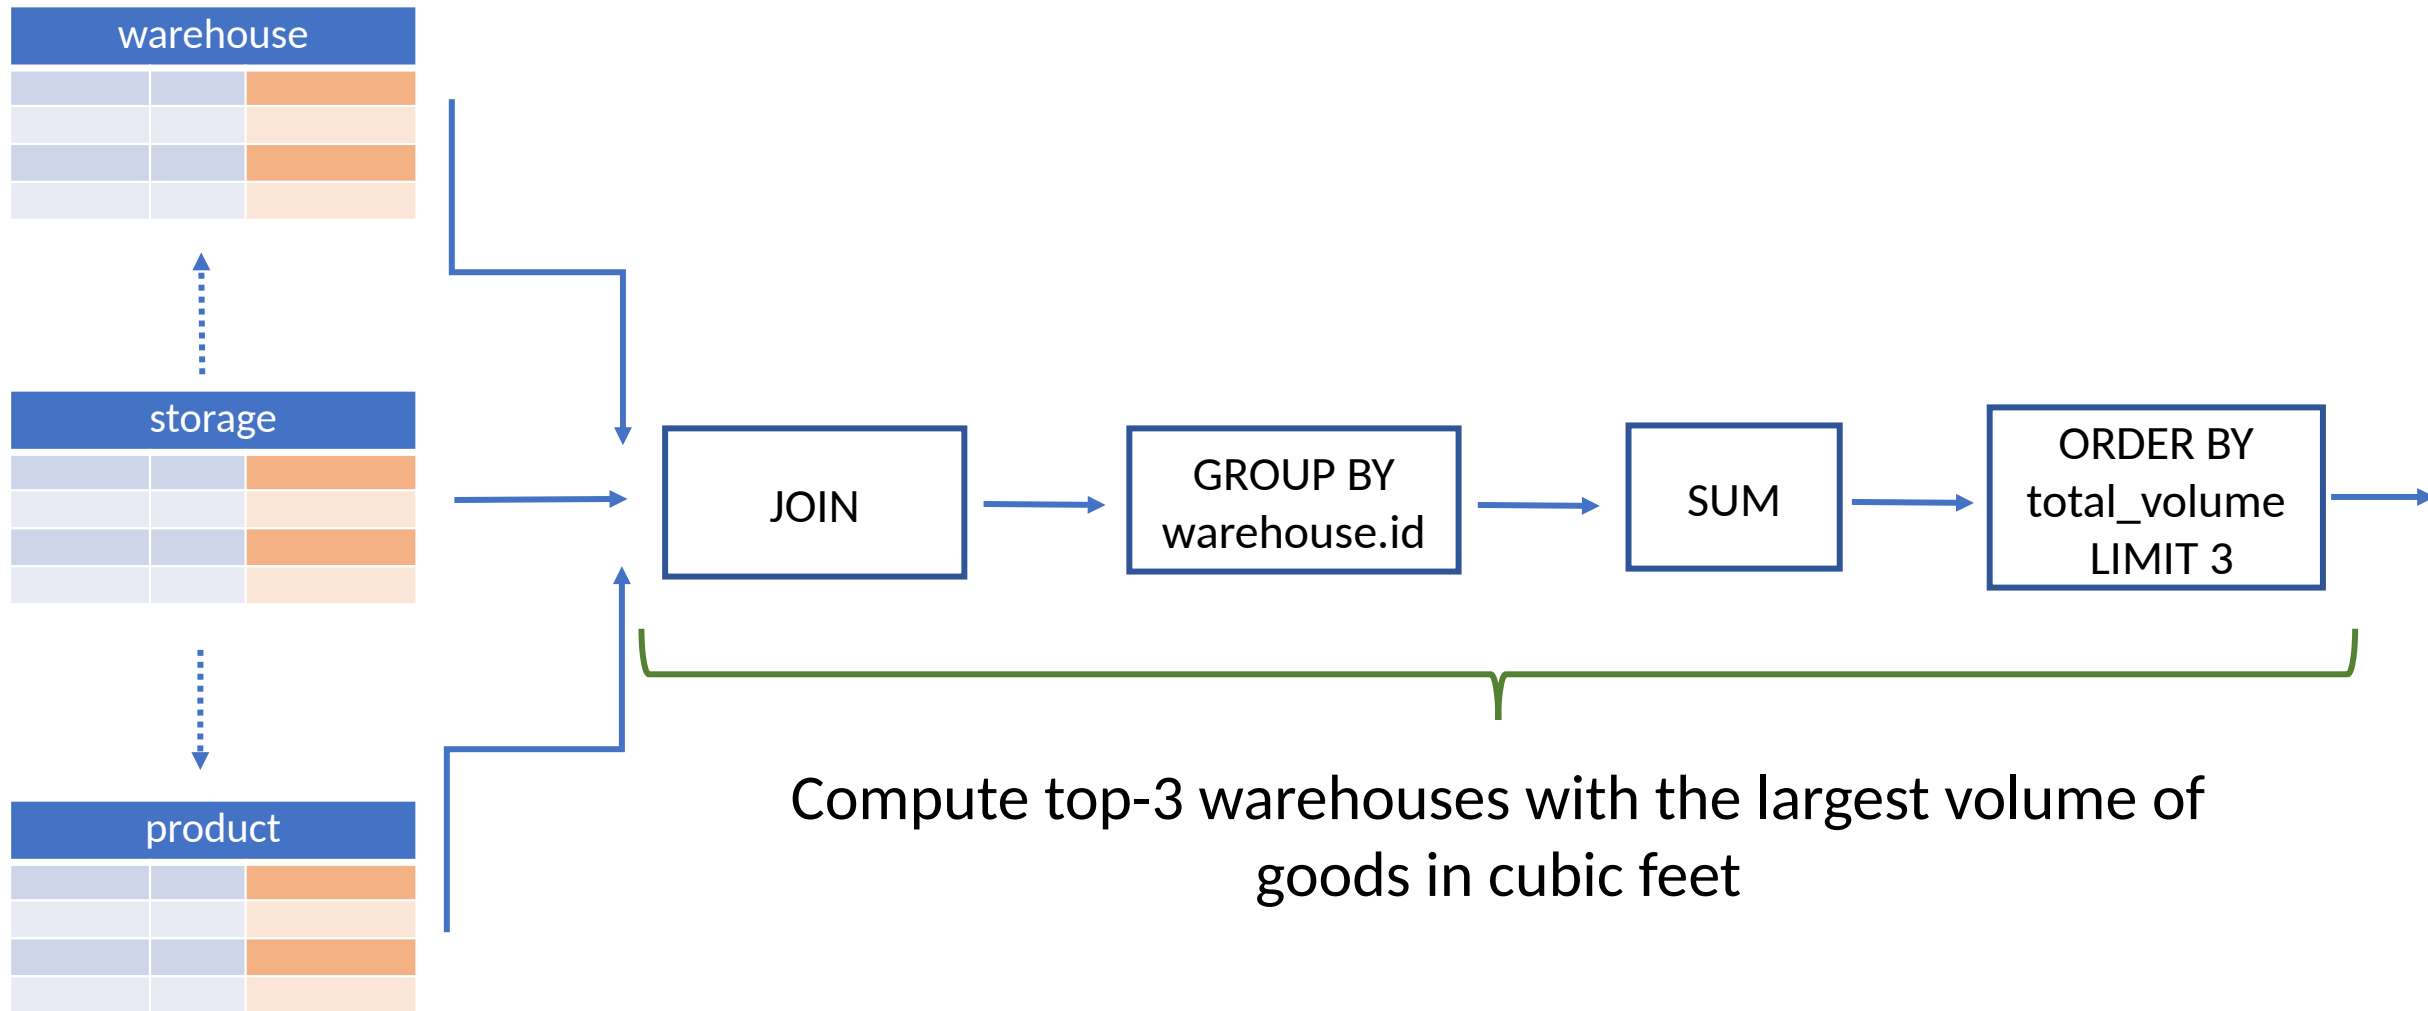 warehouse
storage
product
JOIN
GROUP BY
warehouse.id
SUM
ORDER BY
total_volume
LIMIT 3
Compute top-3 warehouses with the largest volume of
goods in cubic feet